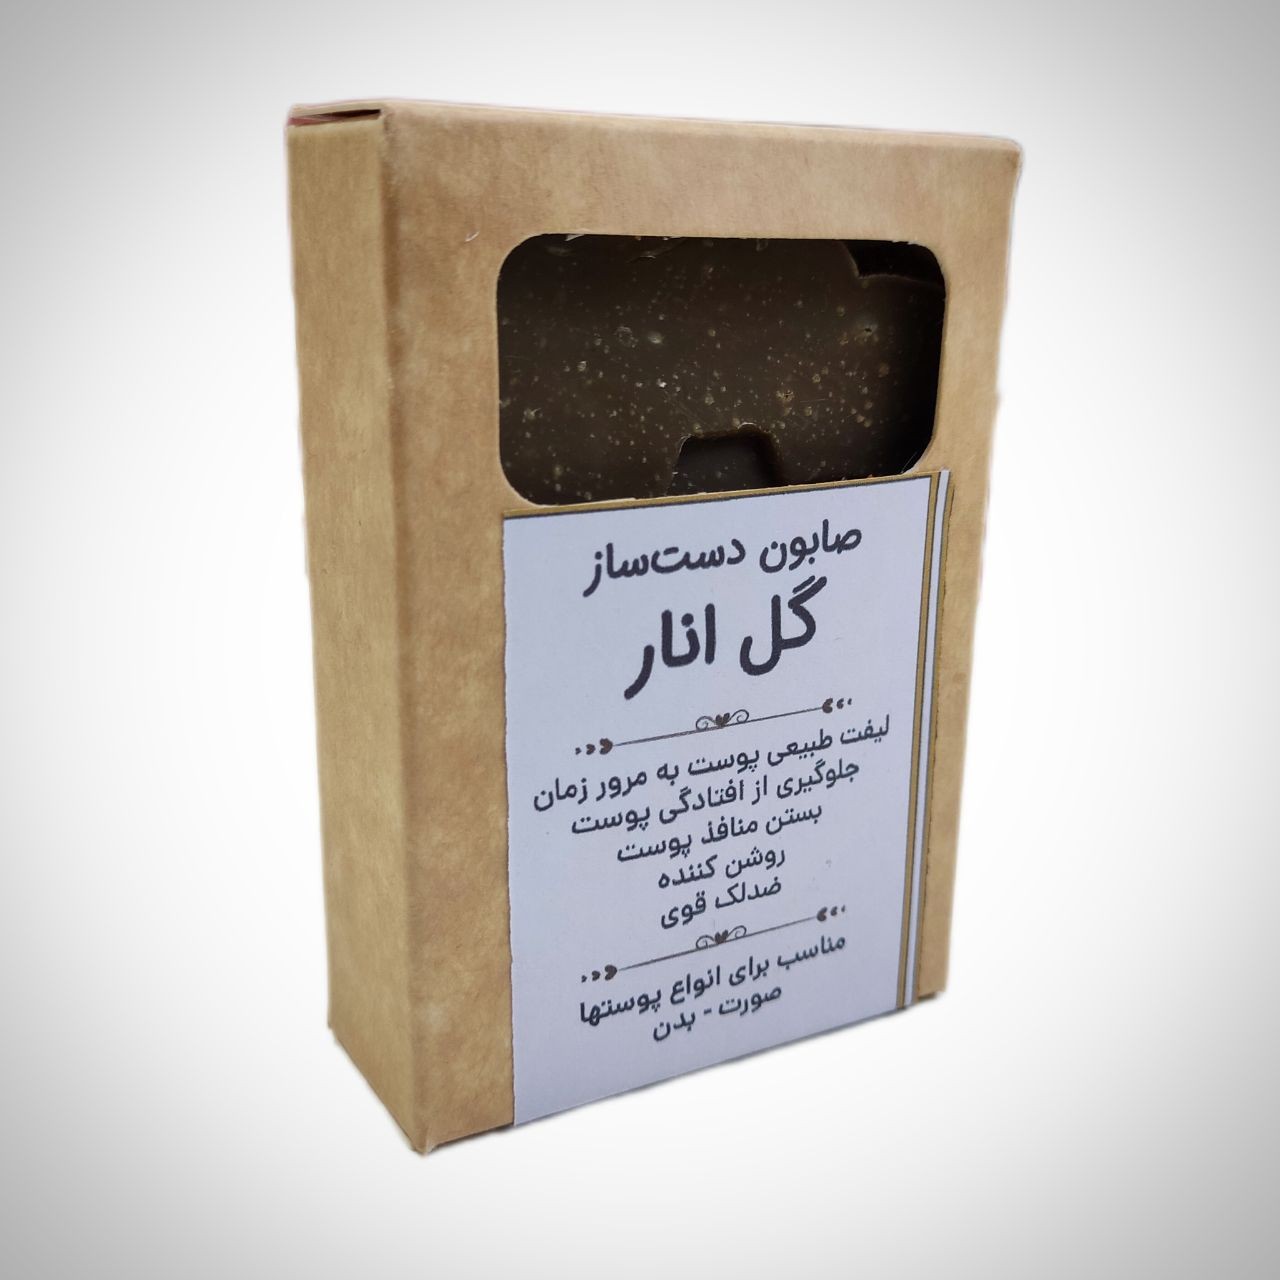 صابون دست‌ساز
گل انار
لیفت طبیعی پوست به مرور زمان
جلوگیری از افتادگی پوست
بستن منافذ پوست
روشن کننده
ضدلک قوی
مناسب برای انواع پوستها
صورت - بدن